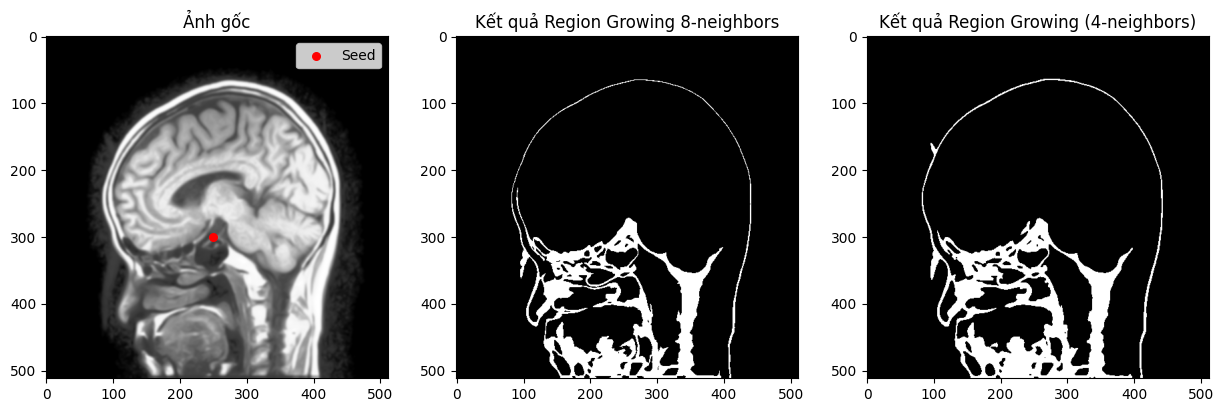 Ảnh gốc
Seed
0
100
200
300
400
500
0 100 200 300 400 500
Kết quả Region Growing 8-neighbors
0
100
200
300
400
500
0 100 200 300 400 500
Kết quả Region Growing (4-neighbors)
0
100
200
300
400
500
0 100 200 300 400 500